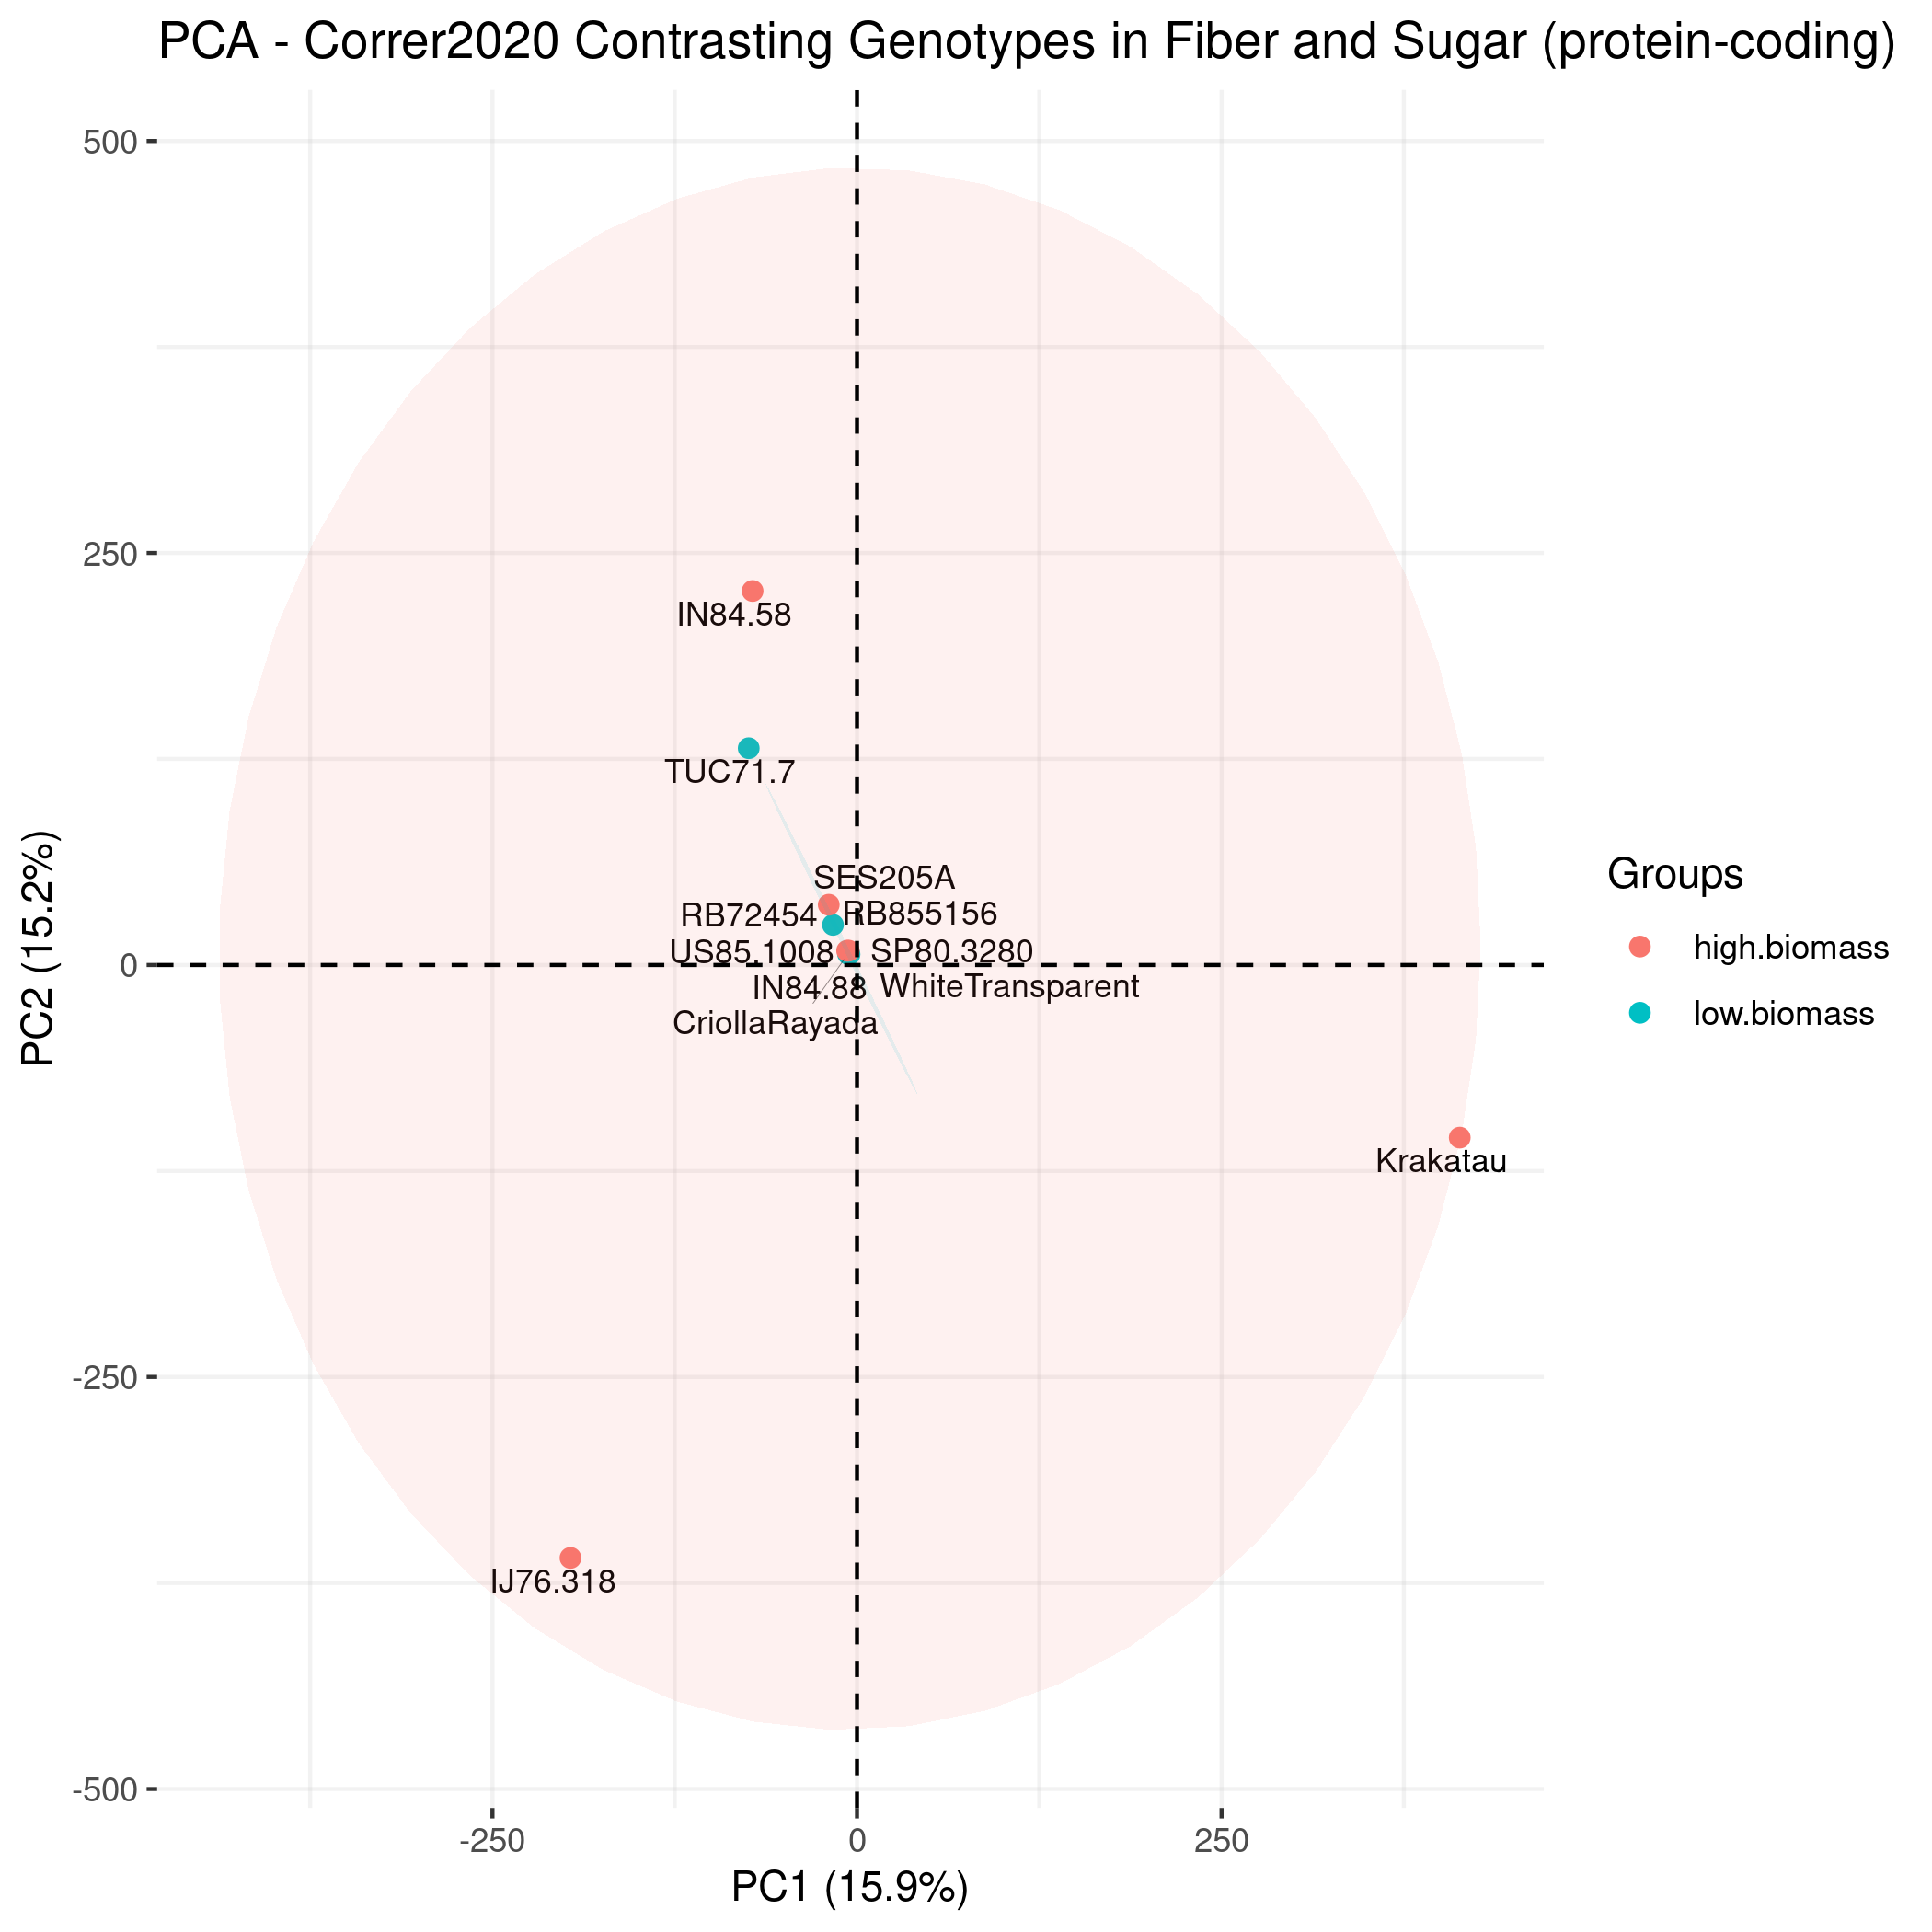 PCA - Correr2020 Contrasting Genotypes in Fiber and Sugar (protein-coding)
500
250
0
-250
-500
PC2 (15.2%)
IN84.58
TUC71.7
SES205A
RB72454
RB855156
US85.1008
SP80.3280
IN84.88
WhiteTransparent
CriollaRayada
Krakatau
IJ76.318
-250
0
250
PC1 (15.9%)
Groups
high.biomass
low.biomass